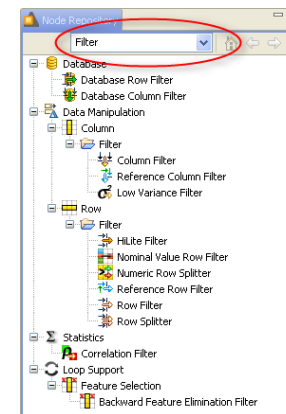 Node Repository
Filter
Database
Database Row Filter
Database Column Filter
Data Manipulation
Column
Filter
Column Filter
Reference Column Filter
Low Variance Filter
Row
Filter
HiLite Filter
Nominal Value Row Filter
Numeric Row Splitter
Reference Row Filter
Row Filter
Row Splitter
Statistics
Correlation Filter
Loop Support
Feature Selection
Backward Feature Elimination Filter